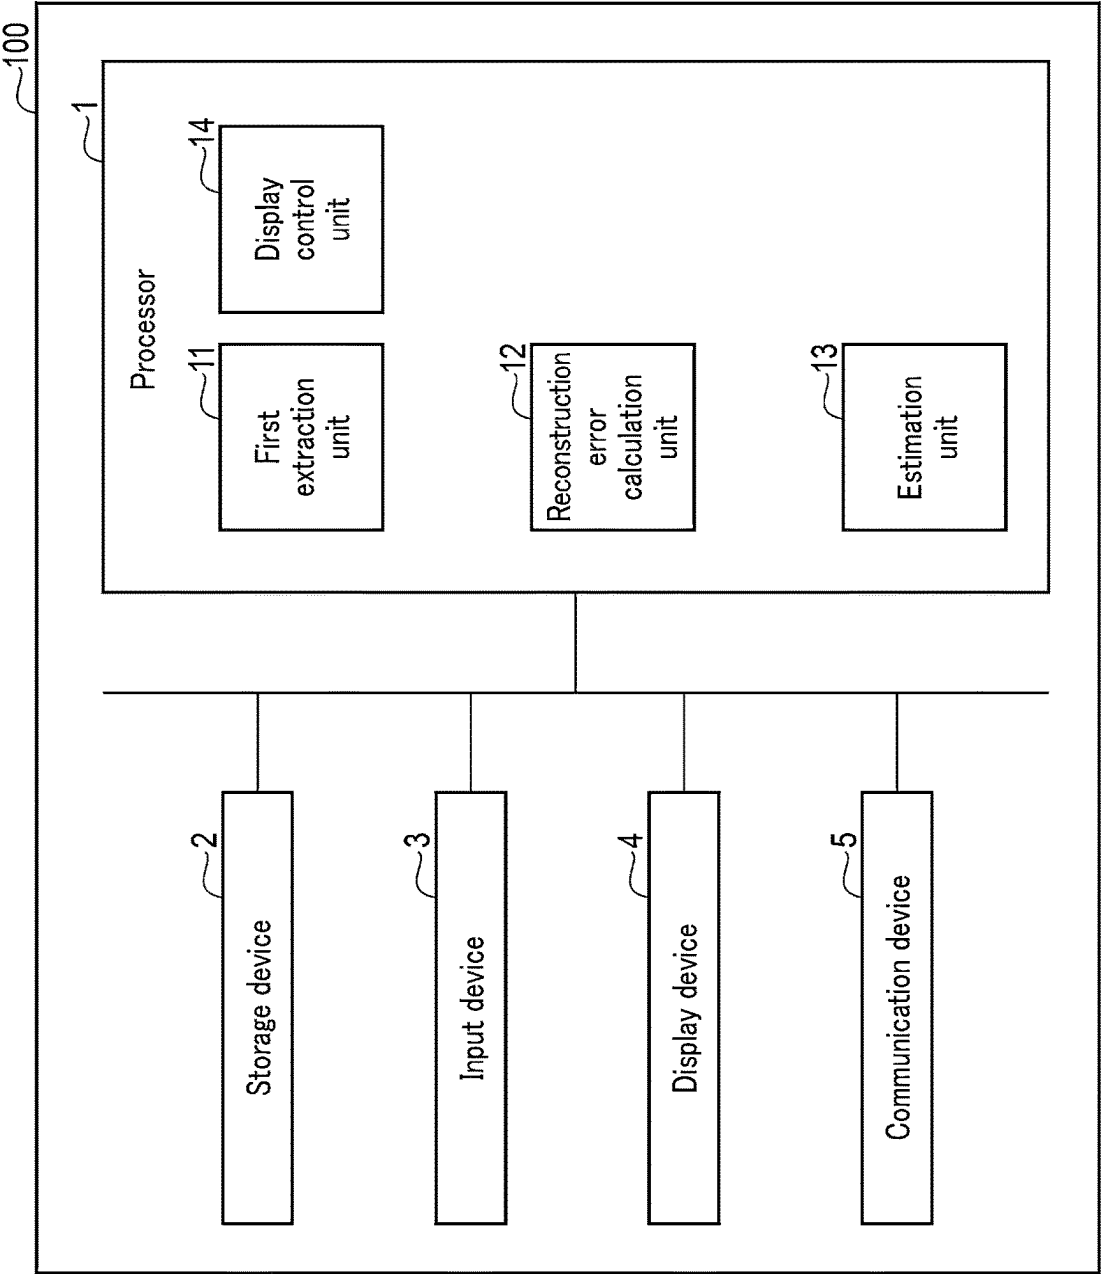 100
1
Processor
11
First
extraction
unit
12
Reconstruction
error
calculation
unit
13
Estimation
unit
14
Display
control
unit
2
Storage device
3
Input device
4
Display device
5
Communication device